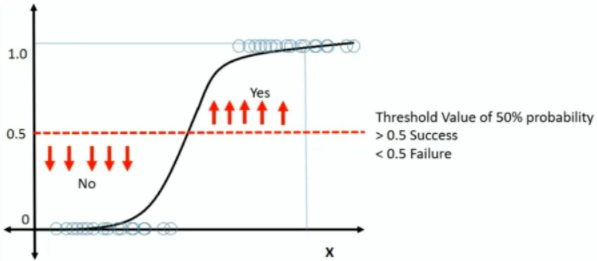 1.0
Yes
Threshold Value of 50% probability
0.5
> 0.5 Success
< 0.5 Failure
No
0
X